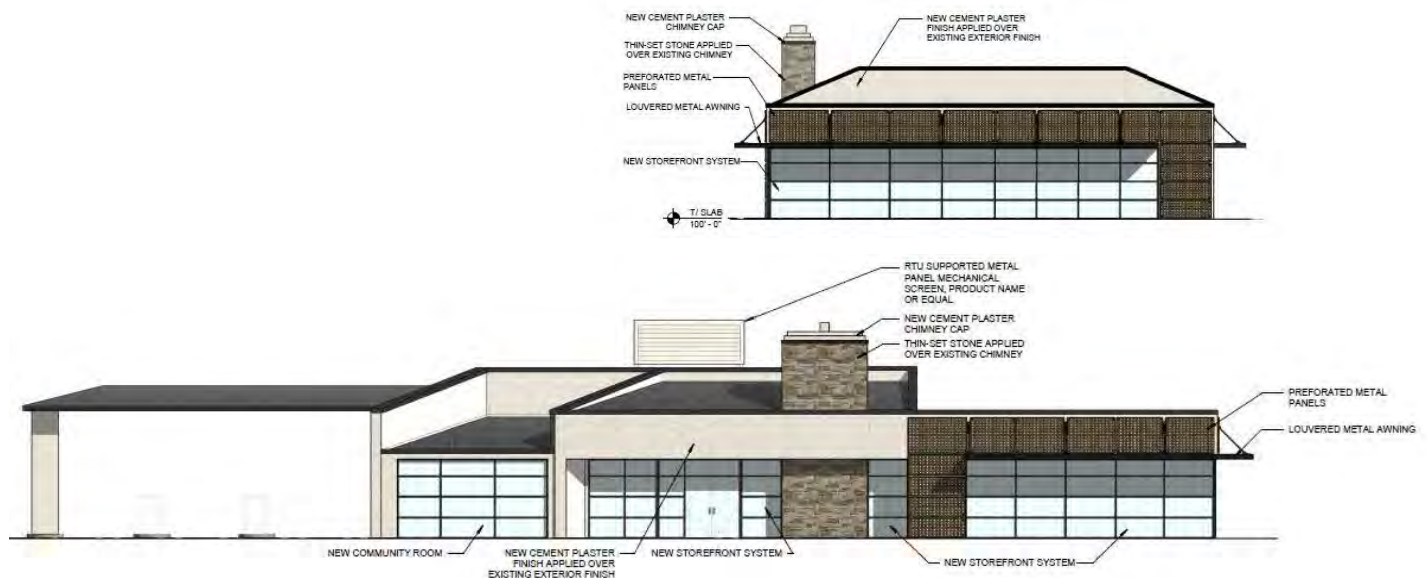 NEW CEMENT PLASTER
CHIMNEY CAP
THIN-SET STONE APPLIED
OVER EXISTING CHIMNEY
PREFORATED METAL
PANELS
LOUVERED METAL AWNING
NEW STOREFRONT SYSTEM
T/ SLAB
100' - 0"
NEW CEMENT PLASTER
FINISH APPLIED OVER
EXISTING EXTERIOR FINISH
RTU SUPPORTED METAL
PANEL MECHANICAL
SCREEN, PRODUCT NAME
OR EQUAL
NEW CEMENT PLASTER
CHIMNEY CAP
THIN-SET STONE APPLIED
OVER EXISTING CHIMNEY
PREFORATED METAL
PANELS
LOUVERED METAL AWNING
NEW COMMUNITY ROOM
NEW CEMENT PLASTER
FINISH APPLIED OVER
EXISTING EXTERIOR FINISH
NEW STOREFRONT SYSTEM
NEW STOREFRONT SYSTEM